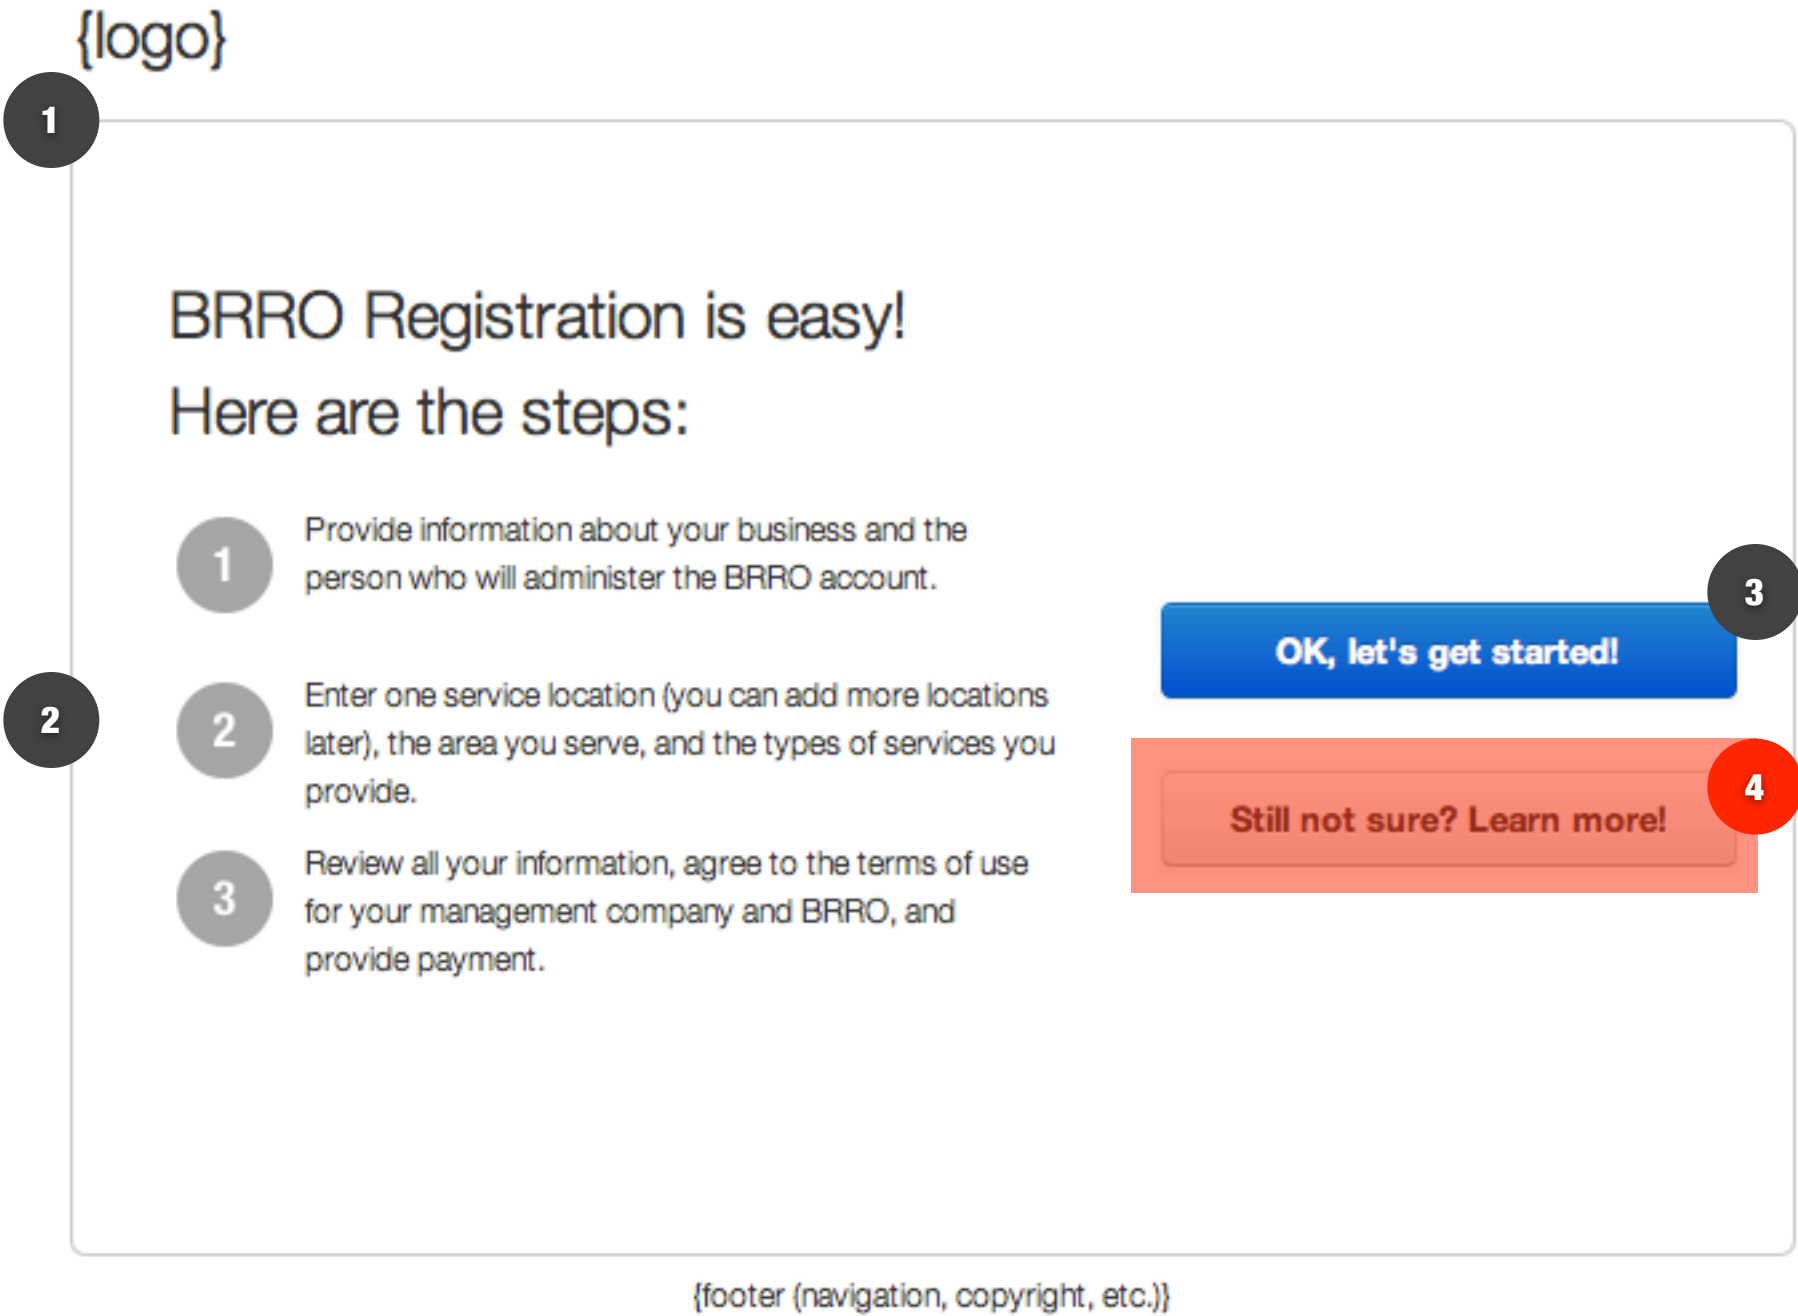 {logo}
1
BRRO Registration is easy!
Here are the steps:
1
Provide information about your business and the
person who will administer the BRRO account.
2
2
Enter one service location (you can add more locations
later), the area you serve, and the types of services you
provide.
3
Review all your information, agree to the terms of use
for your management company and BRRO, and
provide payment.
3
OK, let's get started!
4
Still not sure? Learn more!
{footer (navigation, copyright, etc.)}